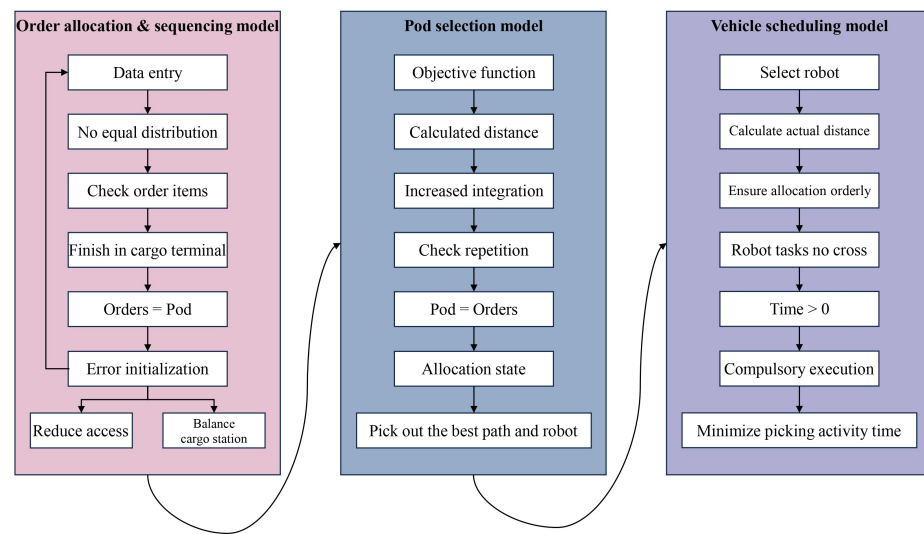 Order allocation & sequencing model
Data entry
No equal distribution
Check order items
Finish in cargo terminal
Orders = Pod
Error initialization
Reduce access
Balance
cargo station
Pod selection model
Objective function
Calculated distance
Increased integration
Check repetition
Pod = Orders
Allocation state
Pick out the best path and robot
Vehicle scheduling model
Select robot
Calculate actual distance
Ensure allocation orderly
Robot tasks no cross
Time > 0
Compulsory execution
Minimize picking activity time